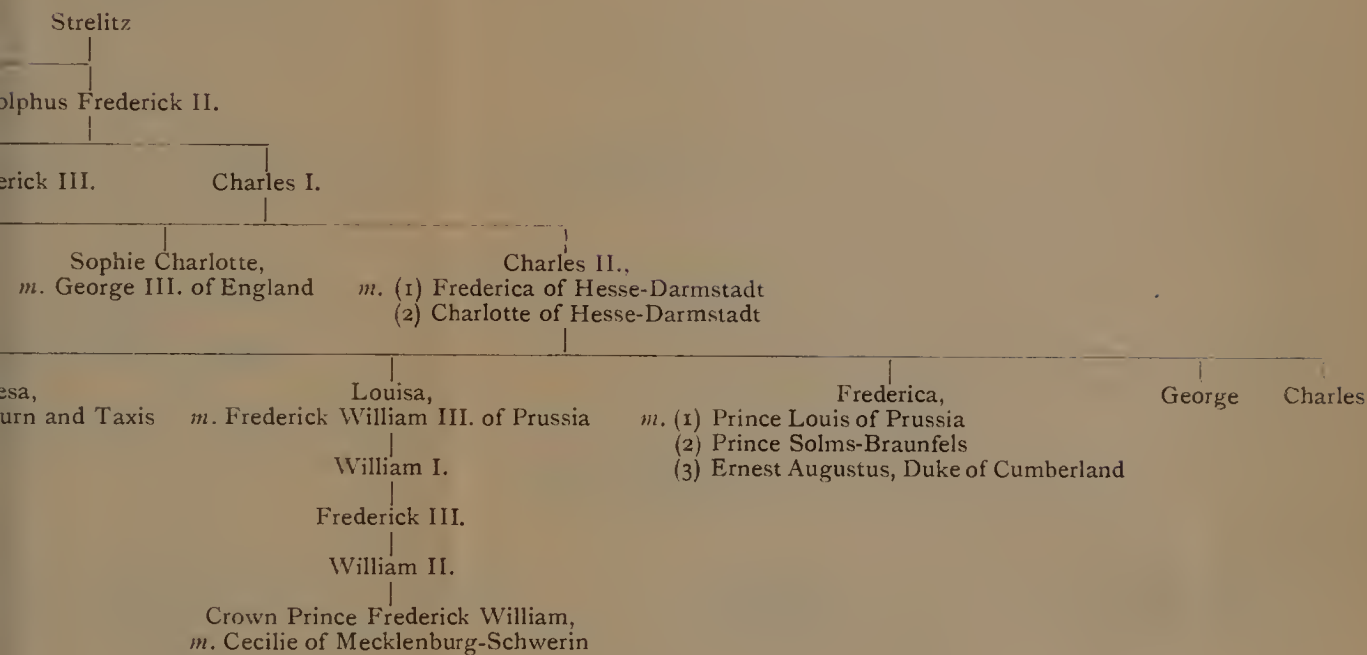 Strelitz
olphus Frederick II.
erick III. Charles I.
Sophie Charlotte, Charles II.,
m. George III. of England m. (1) Frederica of Hesse-Darmstadt
(2) Charlotte of Hesse-Darmstadt
esa, Louisa, Frederica, George Charles
urn and Taxis m. Frederick William III. of Prussia m. (1) Prince Louis of Prussia
(2) Prince Solms-Braunfels
William I.
(3) Ernest Augustus, Duke of Cumberland
Frederick III.
William II.
Crown Prince Frederick William,
m. Cecilie of Mecklenburg-Schwerin